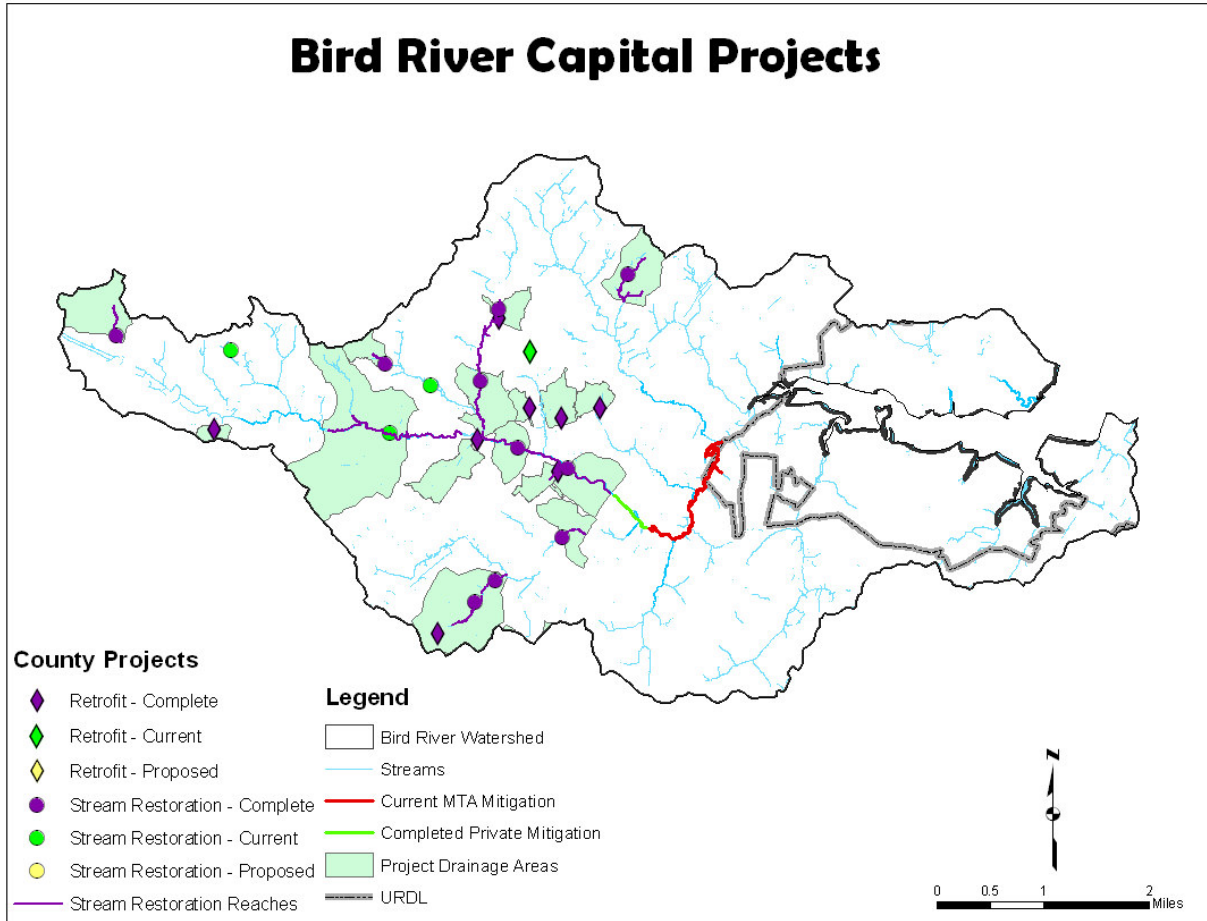 Bird River Capital Projects
County Projects
Retrofit - Complete
Retrofit - Current
Retrofit - Proposed
Stream Restoration - Complete
Stream Restoration - Current
Stream Restoration - Proposed
Stream Restoration Reaches
Legend
Bird River Watershed
Streams
Current MTA Mitigation
Completed Private Mitigation
Project Drainage Areas
URDL
N
0 0.5 1 2
Miles